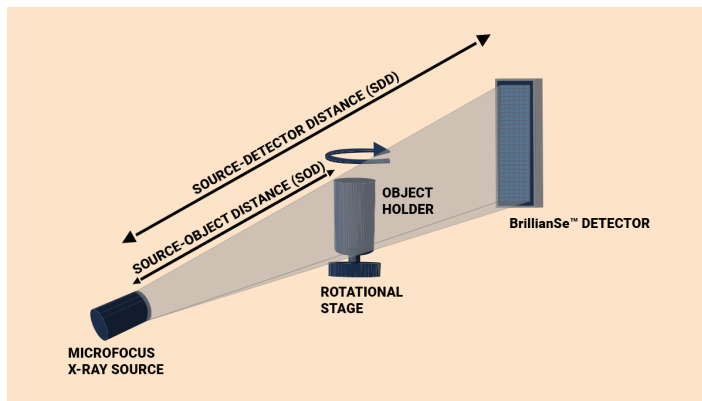 SOURCE-DETECTOR DISTANCE (SDD)
SOURCE-OBJECT DISTANCE (SOD)
OBJECT
HOLDER
BrillianSe™ DETECTOR
ROTATIONAL
STAGE
MICROFOCUS
X-RAY SOURCE